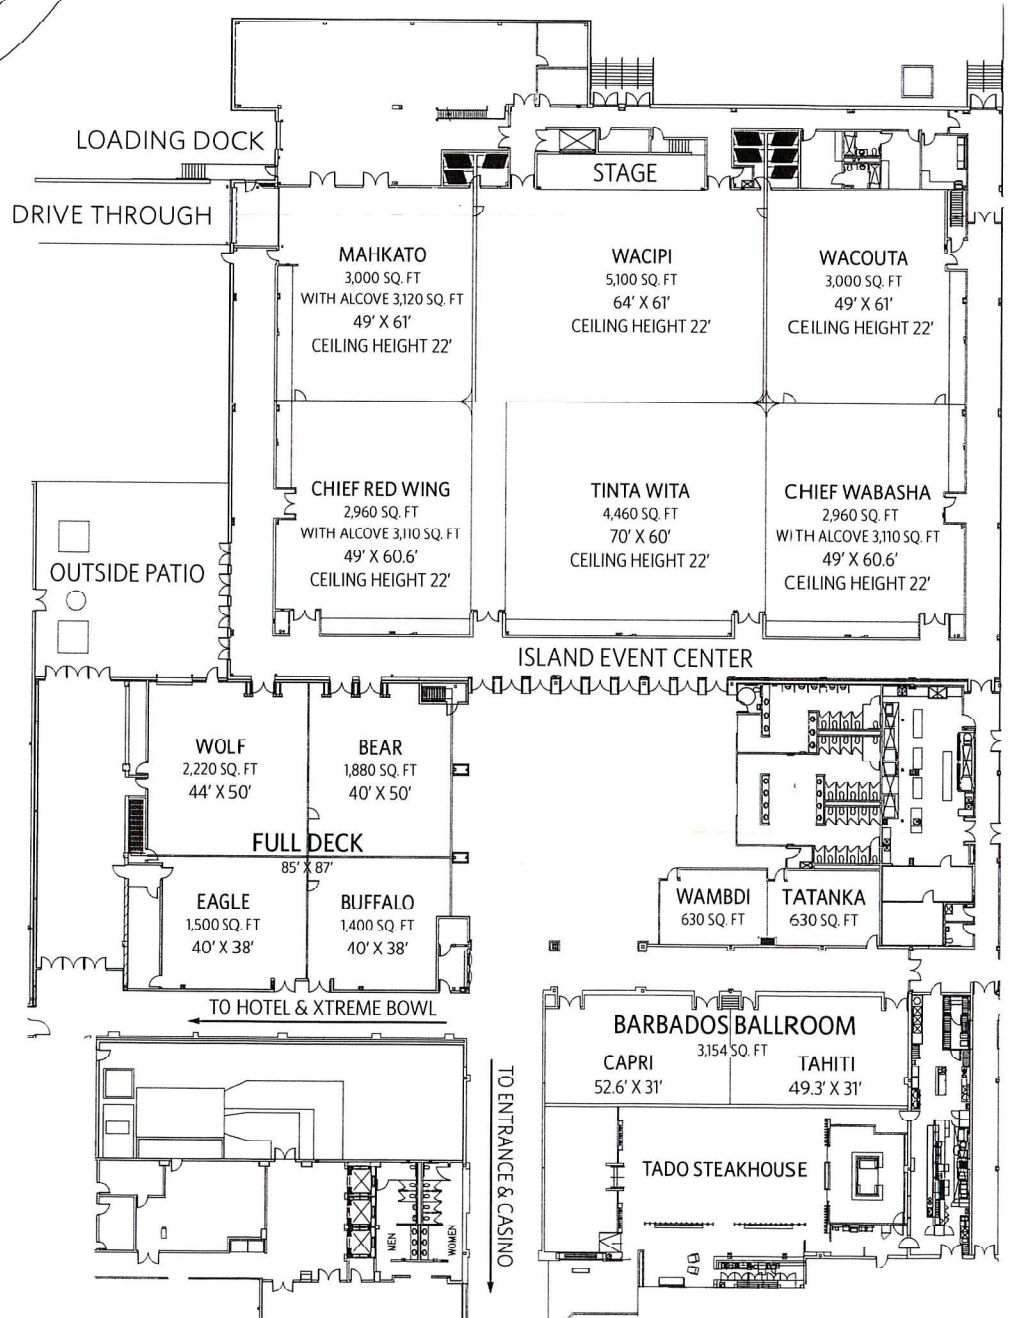 LOADING DOCK
STAGE
DRIVE THROUGH
MAHKATO
3,000 SQ. FT
WITH ALCOVE 3,120 SQ. FT
49' X 61'
CEILING HEIGHT 22'
WACIPI
5,100 SQ. FT
64' X 61'
CEILING HEIGHT 22'
WACOUTA
3,000 SQ. FT
49' X 61'
CEILING HEIGHT 22'
CHIEF RED WING
2,960 SQ. FT
WITH ALCOVE 3,110 SQ. FT
49' X 60.6'
CEILING HEIGHT 22'
TINTA WITA
4,460 SQ. FT
70' X 60'
CEILING HEIGHT 22'
CHIEF WABASHA
2,960 SQ. FT
WITH ALCOVE 3,110 SQ. FT
49' X 60.6'
CEILING HEIGHT 22'
OUTSIDE PATIO
ISLAND EVENT CENTER
WOLF
2,220 SQ. FT
44' X 50'
BEAR
1,880 SQ. FT
40' X 50'
FULL DECK
85' X 87'
EAGLE
1,500 SQ. FT
40' X 38'
BUFFALO
1,400 SQ. FT
40' X 38'
WAMBDI
630 SQ. FT
TATANKA
630 SQ. FT
TO HOTEL & XTREME BOWL
BARBADOS BALLROOM
3,154 SQ. FT
CAPRI
52.6' X 31'
TAHITI
49.3' X 31'
TO ENTRANCE & CASINO
TADO STEAKHOUSE
MEN
WOMEN